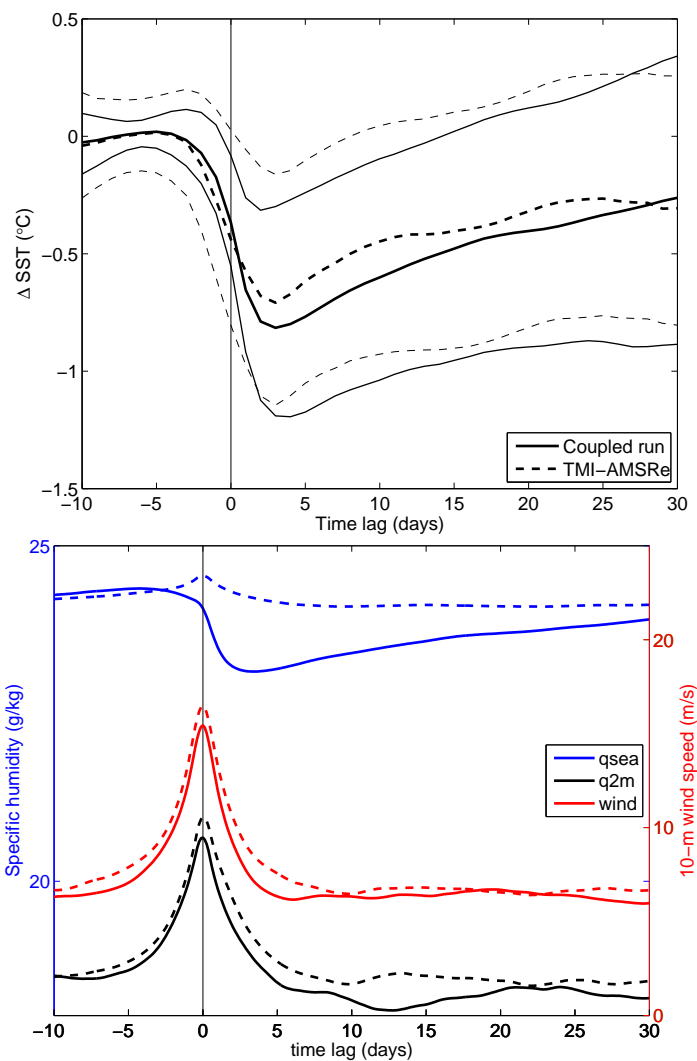 0.5
0
−0.5
−1
−1.5
Δ SST (°C)
−10 −5 0 5 10 15 20 25 30
Time lag (days)
Coupled run
TMI−AMSRe
25
20
Specific humidity (g/kg)
20
10
0
10−m wind speed (m/s)
qsea
q2m
wind
−10 −5 0 5 10 15 20 25 30
time lag (days)